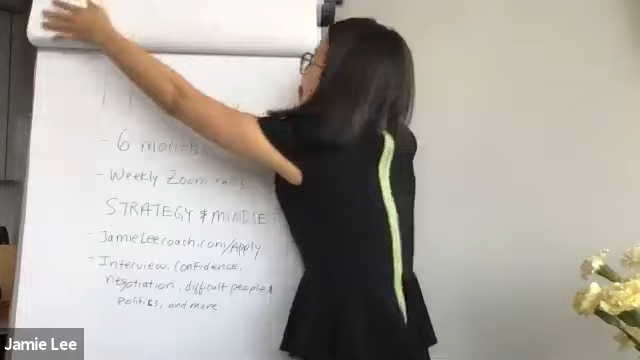 - 6 months
- Weekly Zoom calls
STRATEGY & MINDSET
- JamieLeecoach.com/Apply
- Interview, confidence,
negotiation, difficult people,
politics, and more
Jamie Lee